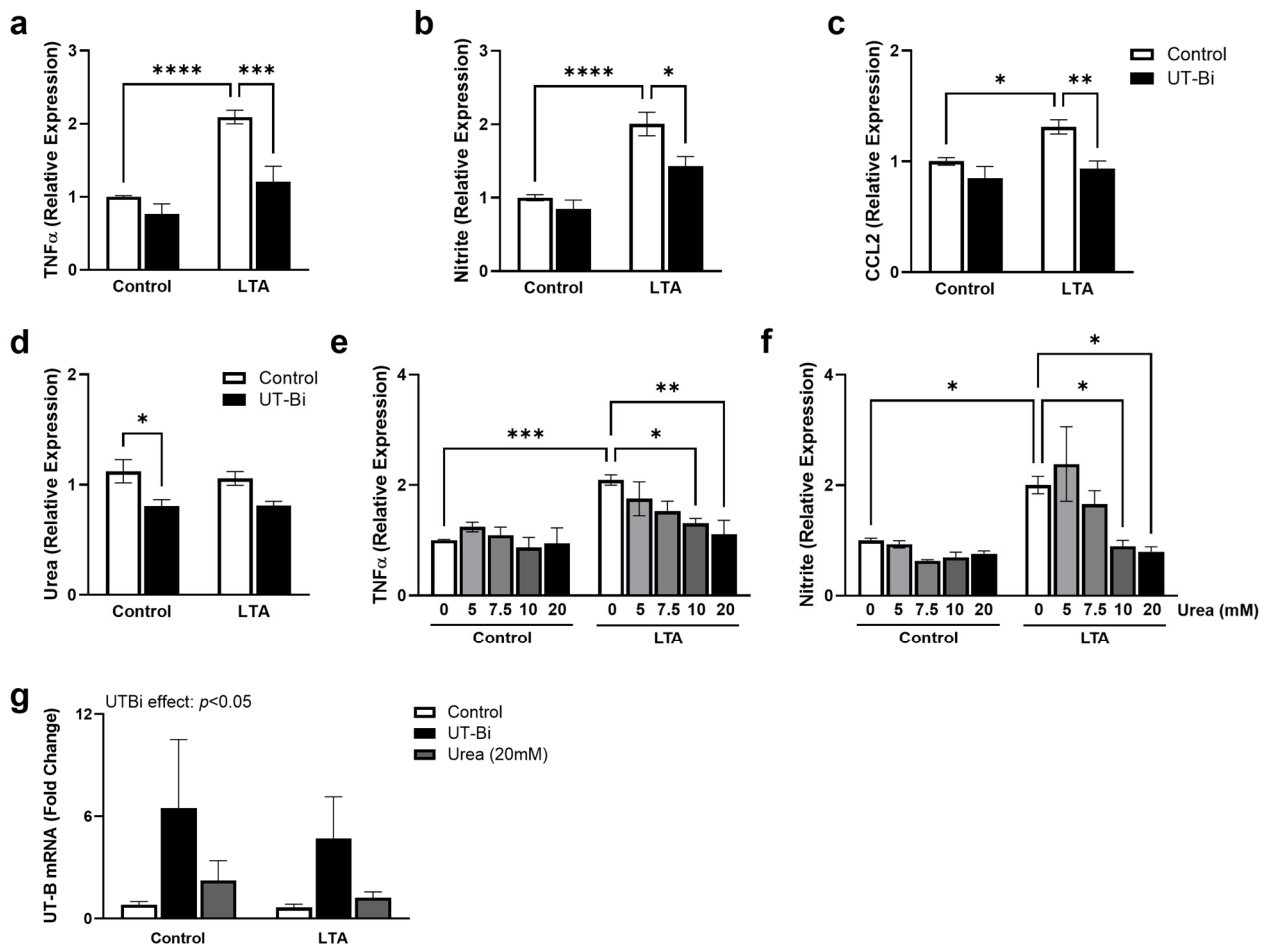 a
TNFα (Relative Expression)
3
2
1
0
**** ***
Control LTA
b
Nitrite (Relative Expression)
3
2
1
0
**** *
Control LTA
c
CCL2 (Relative Expression)
2
1
0
* **
Control LTA
Control
UT-Bi
d
Urea (Relative Expression)
2
1
0
*
Control LTA
Control
UT-Bi
e
TNFα (Relative Expression)
4
2
0
**
*** *
0 5 7.5 10 20 0 5 7.5 10 20
Control LTA
f
Nitrite (Relative Expression)
4
2
0
*
* *
0 5 7.5 10 20 0 5 7.5 10 20 Urea (mM)
Control LTA
g
UTBi effect: p<0.05
UT-B mRNA (Fold Change)
12
6
0
Control LTA
Control
UT-Bi
Urea (20mM)